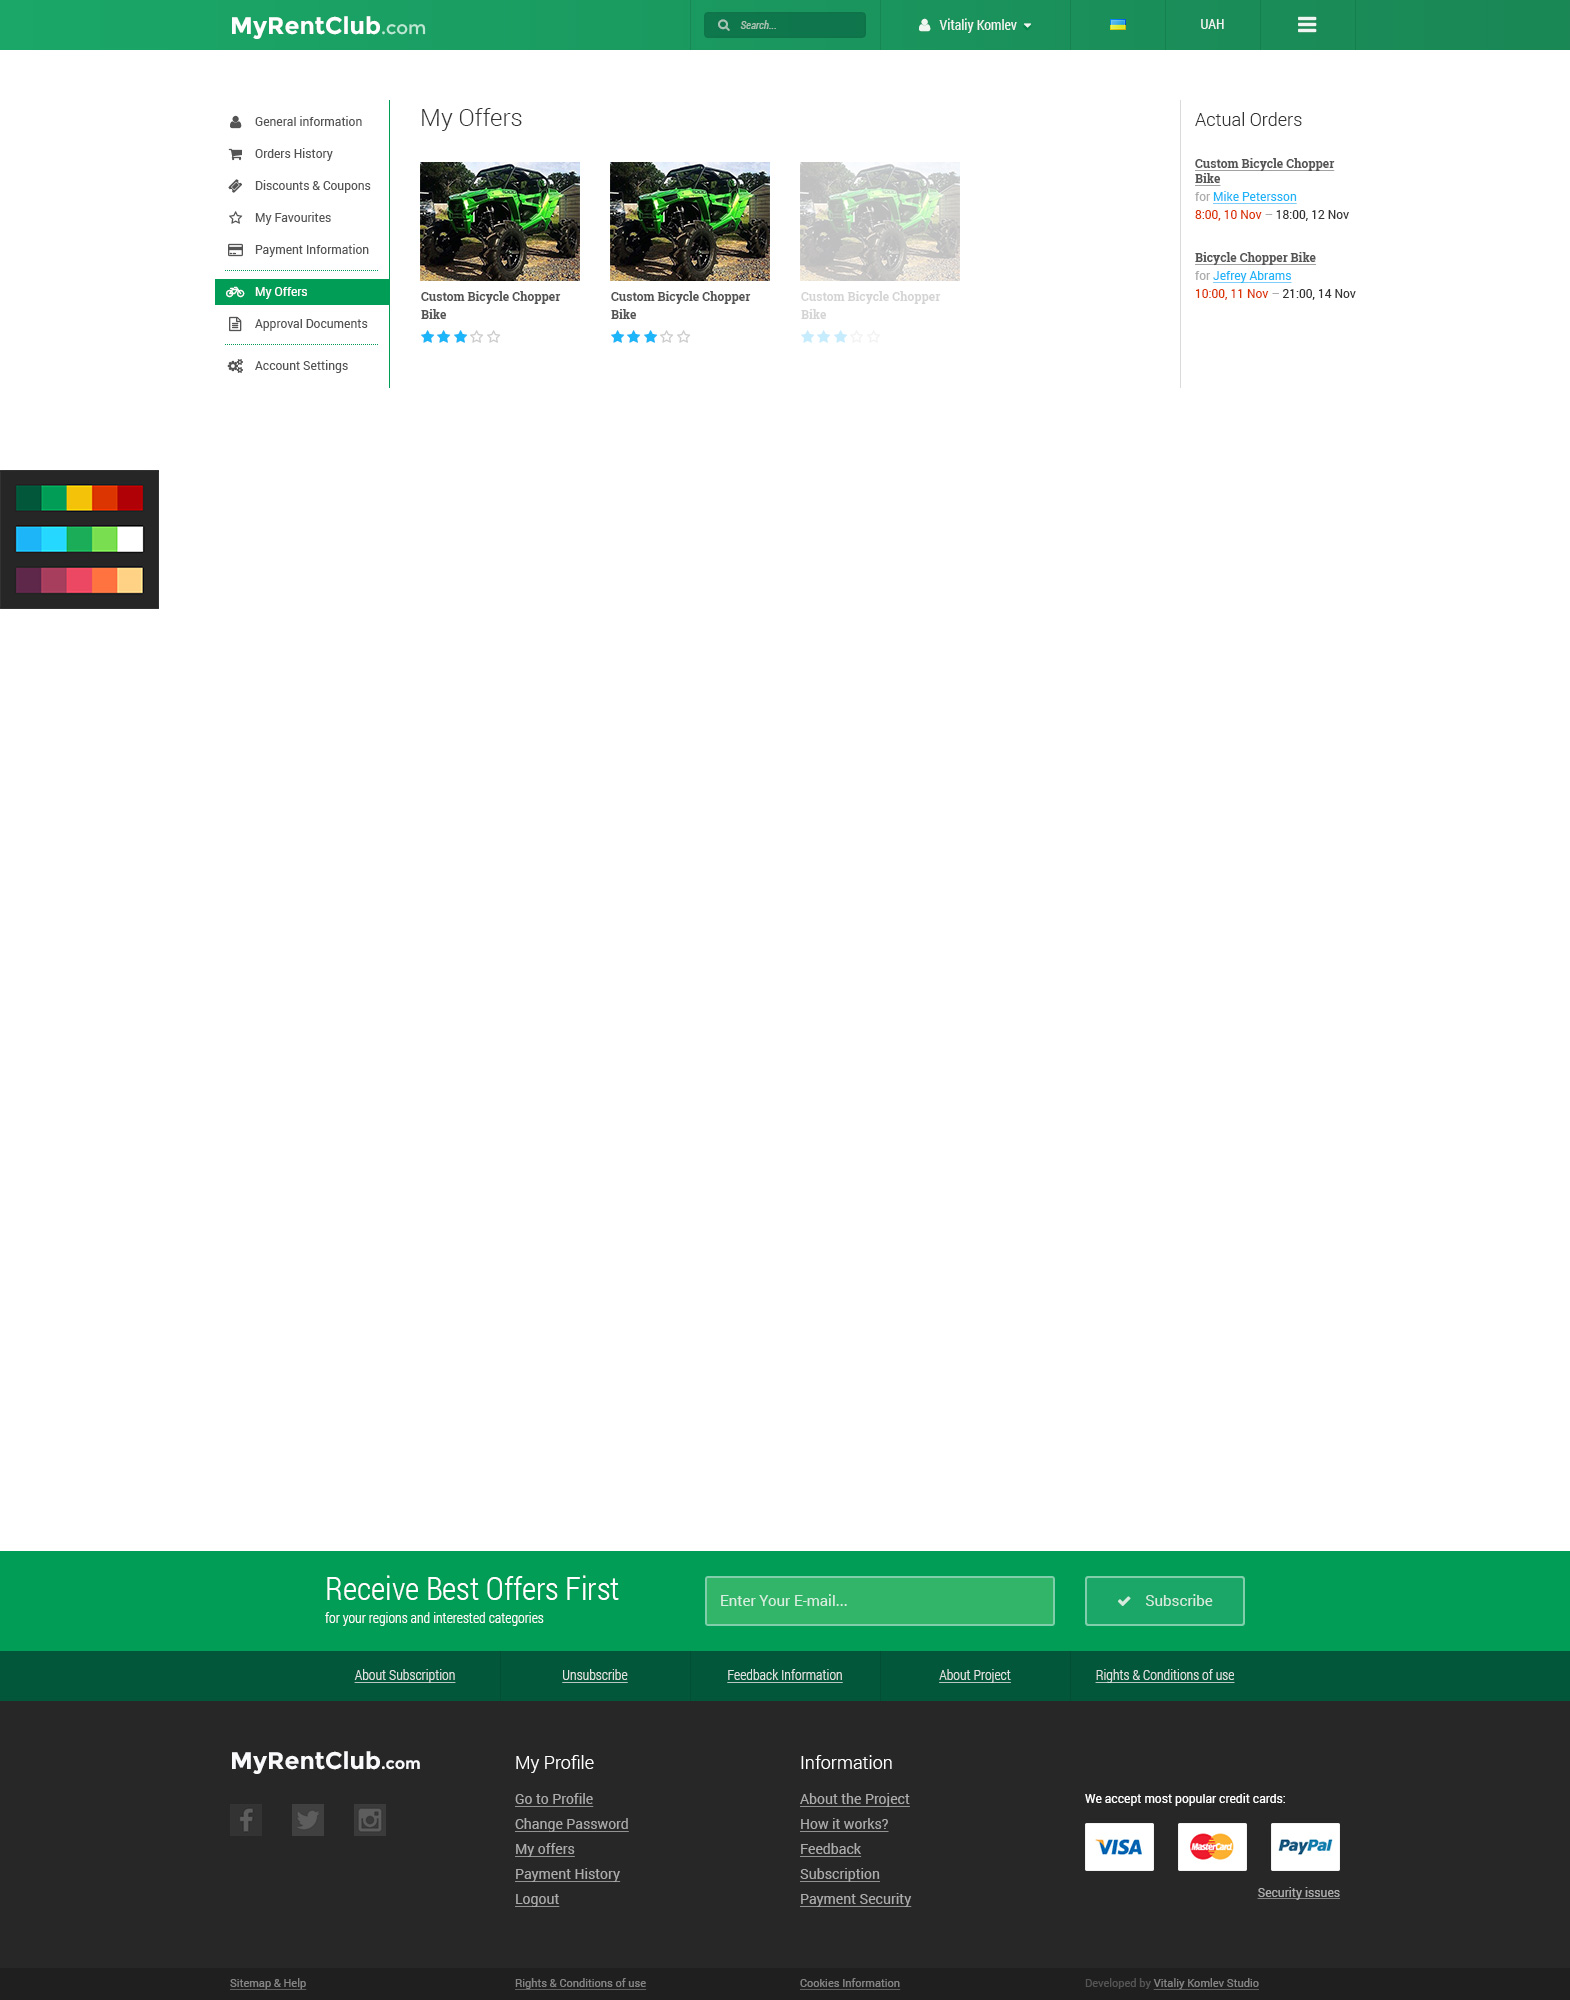 MyRentClub.com
Search...
Vitaliy Komlev
UAH
General information
Orders History
Discounts & Coupons
My Favourites
Payment Information
My Offers
Approval Documents
Account Settings
My Offers
Custom Bicycle Chopper
Bike
Custom Bicycle Chopper
Bike
Custom Bicycle Chopper
Bike
Actual Orders
Custom Bicycle Chopper
Bike
for Mike Petersson
8:00, 10 Nov – 18:00, 12 Nov
Bicycle Chopper Bike
for Jefrey Abrams
10:00, 11 Nov – 21:00, 14 Nov
Receive Best Offers First
for your regions and interested categories
Enter Your E-mail...
Subscribe
About Subscription
Unsubscribe
Feedback Information
About Project
Rights & Conditions of use
MyRentClub.com
My Profile
Go to Profile
Change Password
My offers
Payment History
Logout
Information
About the Project
How it works?
Feedback
Subscription
Payment Security
We accept most popular credit cards:
VISA
MasterCard
PayPal
Security issues
Sitemap & Help
Rights & Conditions of use
Cookies Information
Developed by Vitaliy Komlev Studio